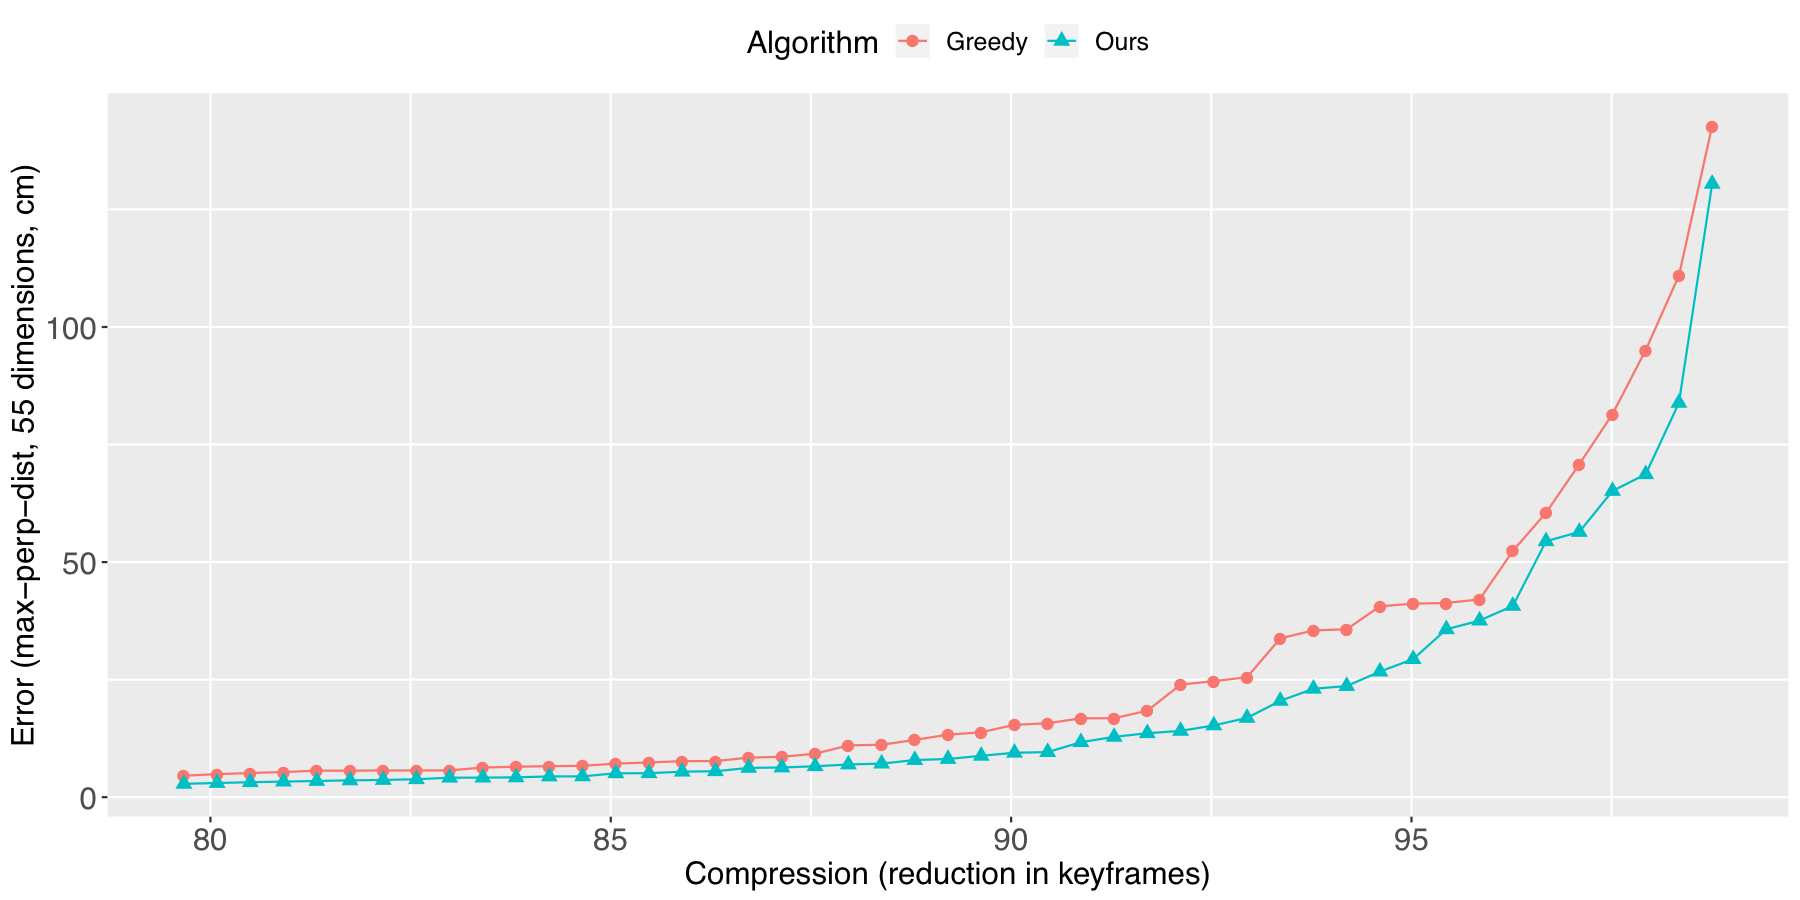 Algorithm Greedy Ours
Error (max−perp−dist, 55 dimensions, cm)
100
50
0
80 85 90 95
Compression (reduction in keyframes)